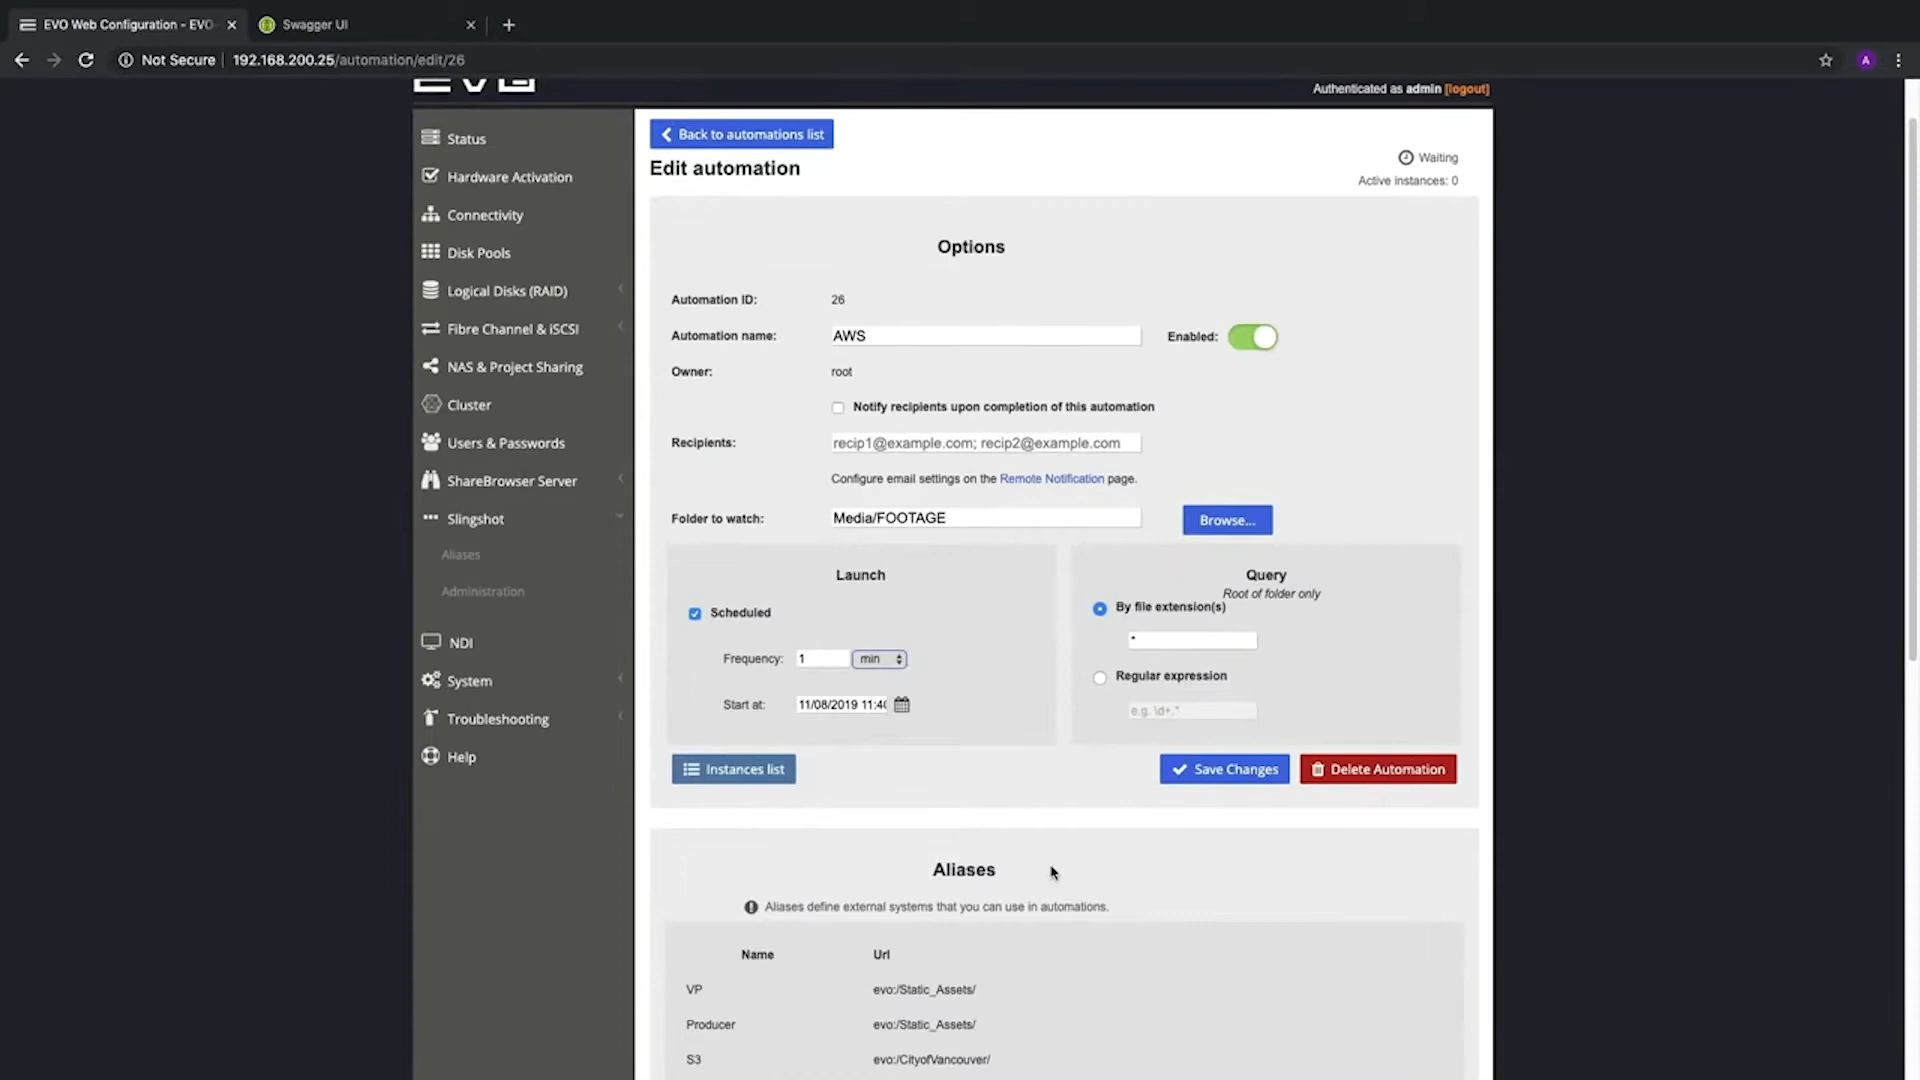 EVO Web Configuration - EVO
Swagger UI
Not Secure
192.168.200.25/automation/edit/26
A
EVO
Authenticated as admin [logout]
Status
Hardware Activation
Connectivity
Disk Pools
Logical Disks (RAID)
Fibre Channel & iSCSI
NAS & Project Sharing
Cluster
Users & Passwords
ShareBrowser Server
Slingshot
Aliases
Administration
NDI
System
Troubleshooting
Help
Back to automations list
Edit automation
Waiting
Active instances: 0
Options
Automation ID: 26
Automation name: AWS Enabled:
Owner: root
Notify recipients upon completion of this automation
Recipients: recip1@example.com; recip2@example.com
Configure email settings on the Remote Notification page.
Folder to watch: Media/FOOTAGE Browse...
Launch
Scheduled
Frequency: 1 min
Start at: 11/08/2019 11:40
Query
Root of folder only
By file extension(s)
*
Regular expression
e.g. \d+.*
Instances list
Save Changes
Delete Automation
Aliases
Aliases define external systems that you can use in automations.
Name Url
VP evo:/Static_Assets/
Producer evo:/Static_Assets/
S3 evo:/CityofVancouver/